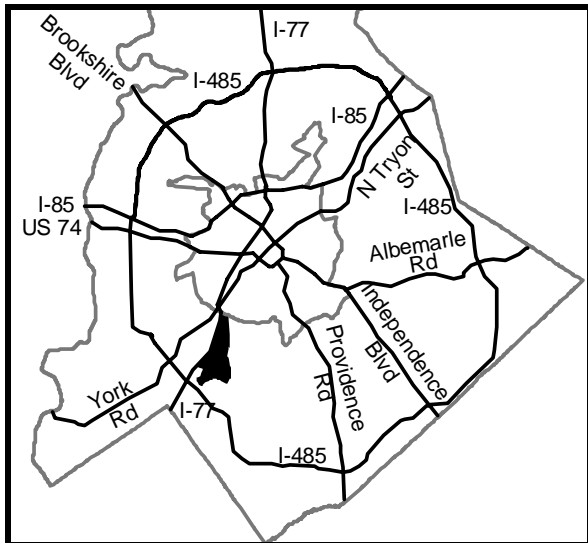 I-77
Brookshire
Blvd
I-485
I-85
N Tryon
St
I-85
I-485
US 74
Albemarle
Rd
Independence
Blvd
Providence
Rd
York
Rd
I-77
I-485